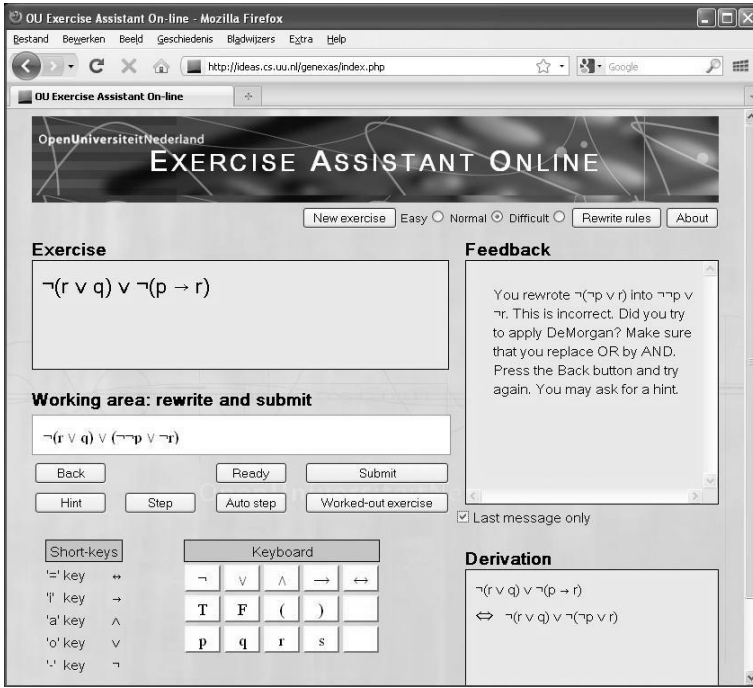 OU Exercise Assistant On-line - Mozilla Firefox
Bestand Bewerken Beeld Geschiedenis Bladwijzers Extra Help
http://ideas.cs.uu.nl/genexas/index.php
Google
OU Exercise Assistant On-line
OpenUniversiteitNederland
EXERCISE ASSISTANT ONLINE
New exercise Easy Normal Difficult Rewrite rules About
Exercise
¬(r ∨ q) ∨ ¬(p → r)
Working area: rewrite and submit
¬(r ∨ q) ∨ (¬¬p ∨ ¬r)
Back Ready Submit
Hint Step Auto step Worked-out exercise
Short-keys
'=' key ↔
'i' key →
'a' key ∧
'o' key ∨
'-' key ¬
Keyboard
¬ ∨ ∧ → ↔
T F ( )
p q r s
Feedback
You rewrote ¬(¬p ∨ r) into ¬¬p ∨
¬r. This is incorrect. Did you try
to apply DeMorgan? Make sure
that you replace OR by AND.
Press the Back button and try
again. You may ask for a hint.
Last message only
Derivation
¬(r ∨ q) ∨ ¬(p → r)
⇔ ¬(r ∨ q) ∨ ¬(¬p ∨ r)